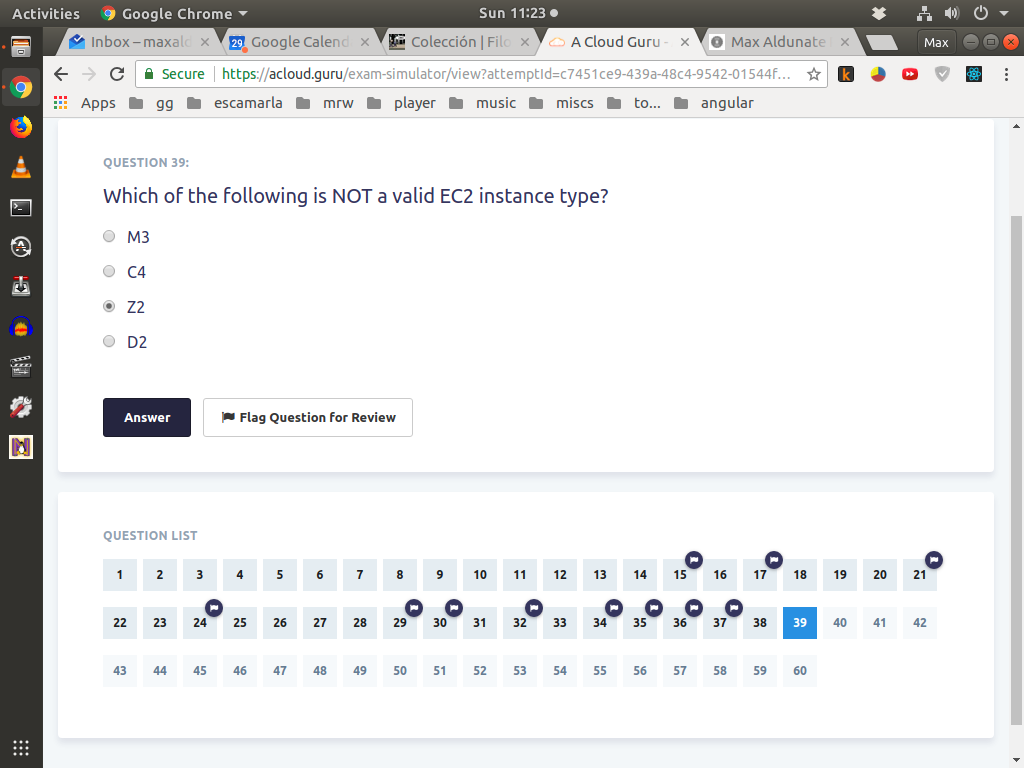 Activities Google Chrome Sun 11:23
Inbox – maxald Google Calend Colección | Filo A Cloud Guru - Max Aldunate Max
Secure https://acloud.guru/exam-simulator/view?attemptId=c7451ce9-439a-48c4-9542-01544f...
Apps gg escamarla mrw player music miscs to... angular
QUESTION 39:
Which of the following is NOT a valid EC2 instance type?
M3
C4
Z2
D2
Answer Flag Question for Review
QUESTION LIST
1 2 3 4 5 6 7 8 9 10 11 12 13 14 15 16 17 18 19 20 21
22 23 24 25 26 27 28 29 30 31 32 33 34 35 36 37 38 39 40 41 42
43 44 45 46 47 48 49 50 51 52 53 54 55 56 57 58 59 60